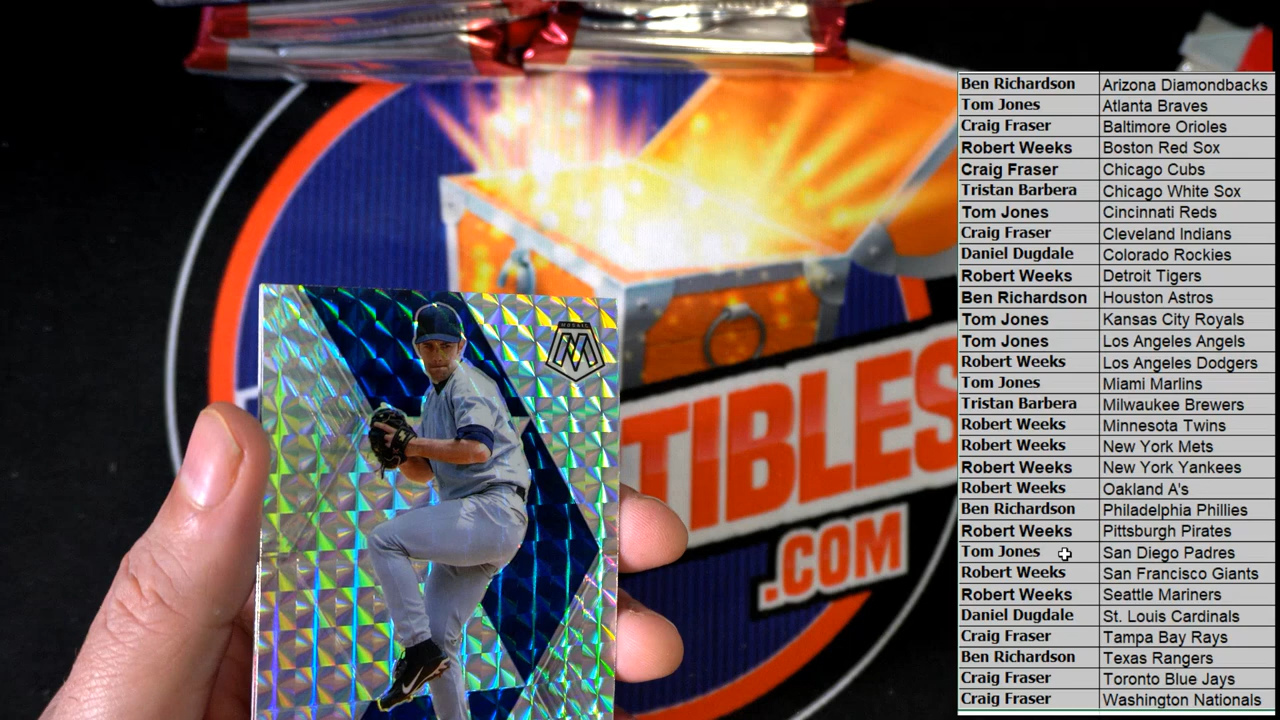 Ben Richardson Arizona Diamondbacks
Tom Jones Atlanta Braves
Craig Fraser Baltimore Orioles
Robert Weeks Boston Red Sox
Craig Fraser Chicago Cubs
Tristan Barbera Chicago White Sox
Tom Jones Cincinnati Reds
Craig Fraser Cleveland Indians
Daniel Dugdale Colorado Rockies
Robert Weeks Detroit Tigers
Ben Richardson Houston Astros
Tom Jones Kansas City Royals
Tom Jones Los Angeles Angels
Robert Weeks Los Angeles Dodgers
Tom Jones Miami Marlins
Tristan Barbera Milwaukee Brewers
Robert Weeks Minnesota Twins
Robert Weeks New York Mets
Robert Weeks New York Yankees
Robert Weeks Oakland A's
Ben Richardson Philadelphia Phillies
Robert Weeks Pittsburgh Pirates
Tom Jones San Diego Padres
Robert Weeks San Francisco Giants
Robert Weeks Seattle Mariners
Daniel Dugdale St. Louis Cardinals
Craig Fraser Tampa Bay Rays
Ben Richardson Texas Rangers
Craig Fraser Toronto Blue Jays
Craig Fraser Washington Nationals
MOSAIC
M
TIBLES
.COM